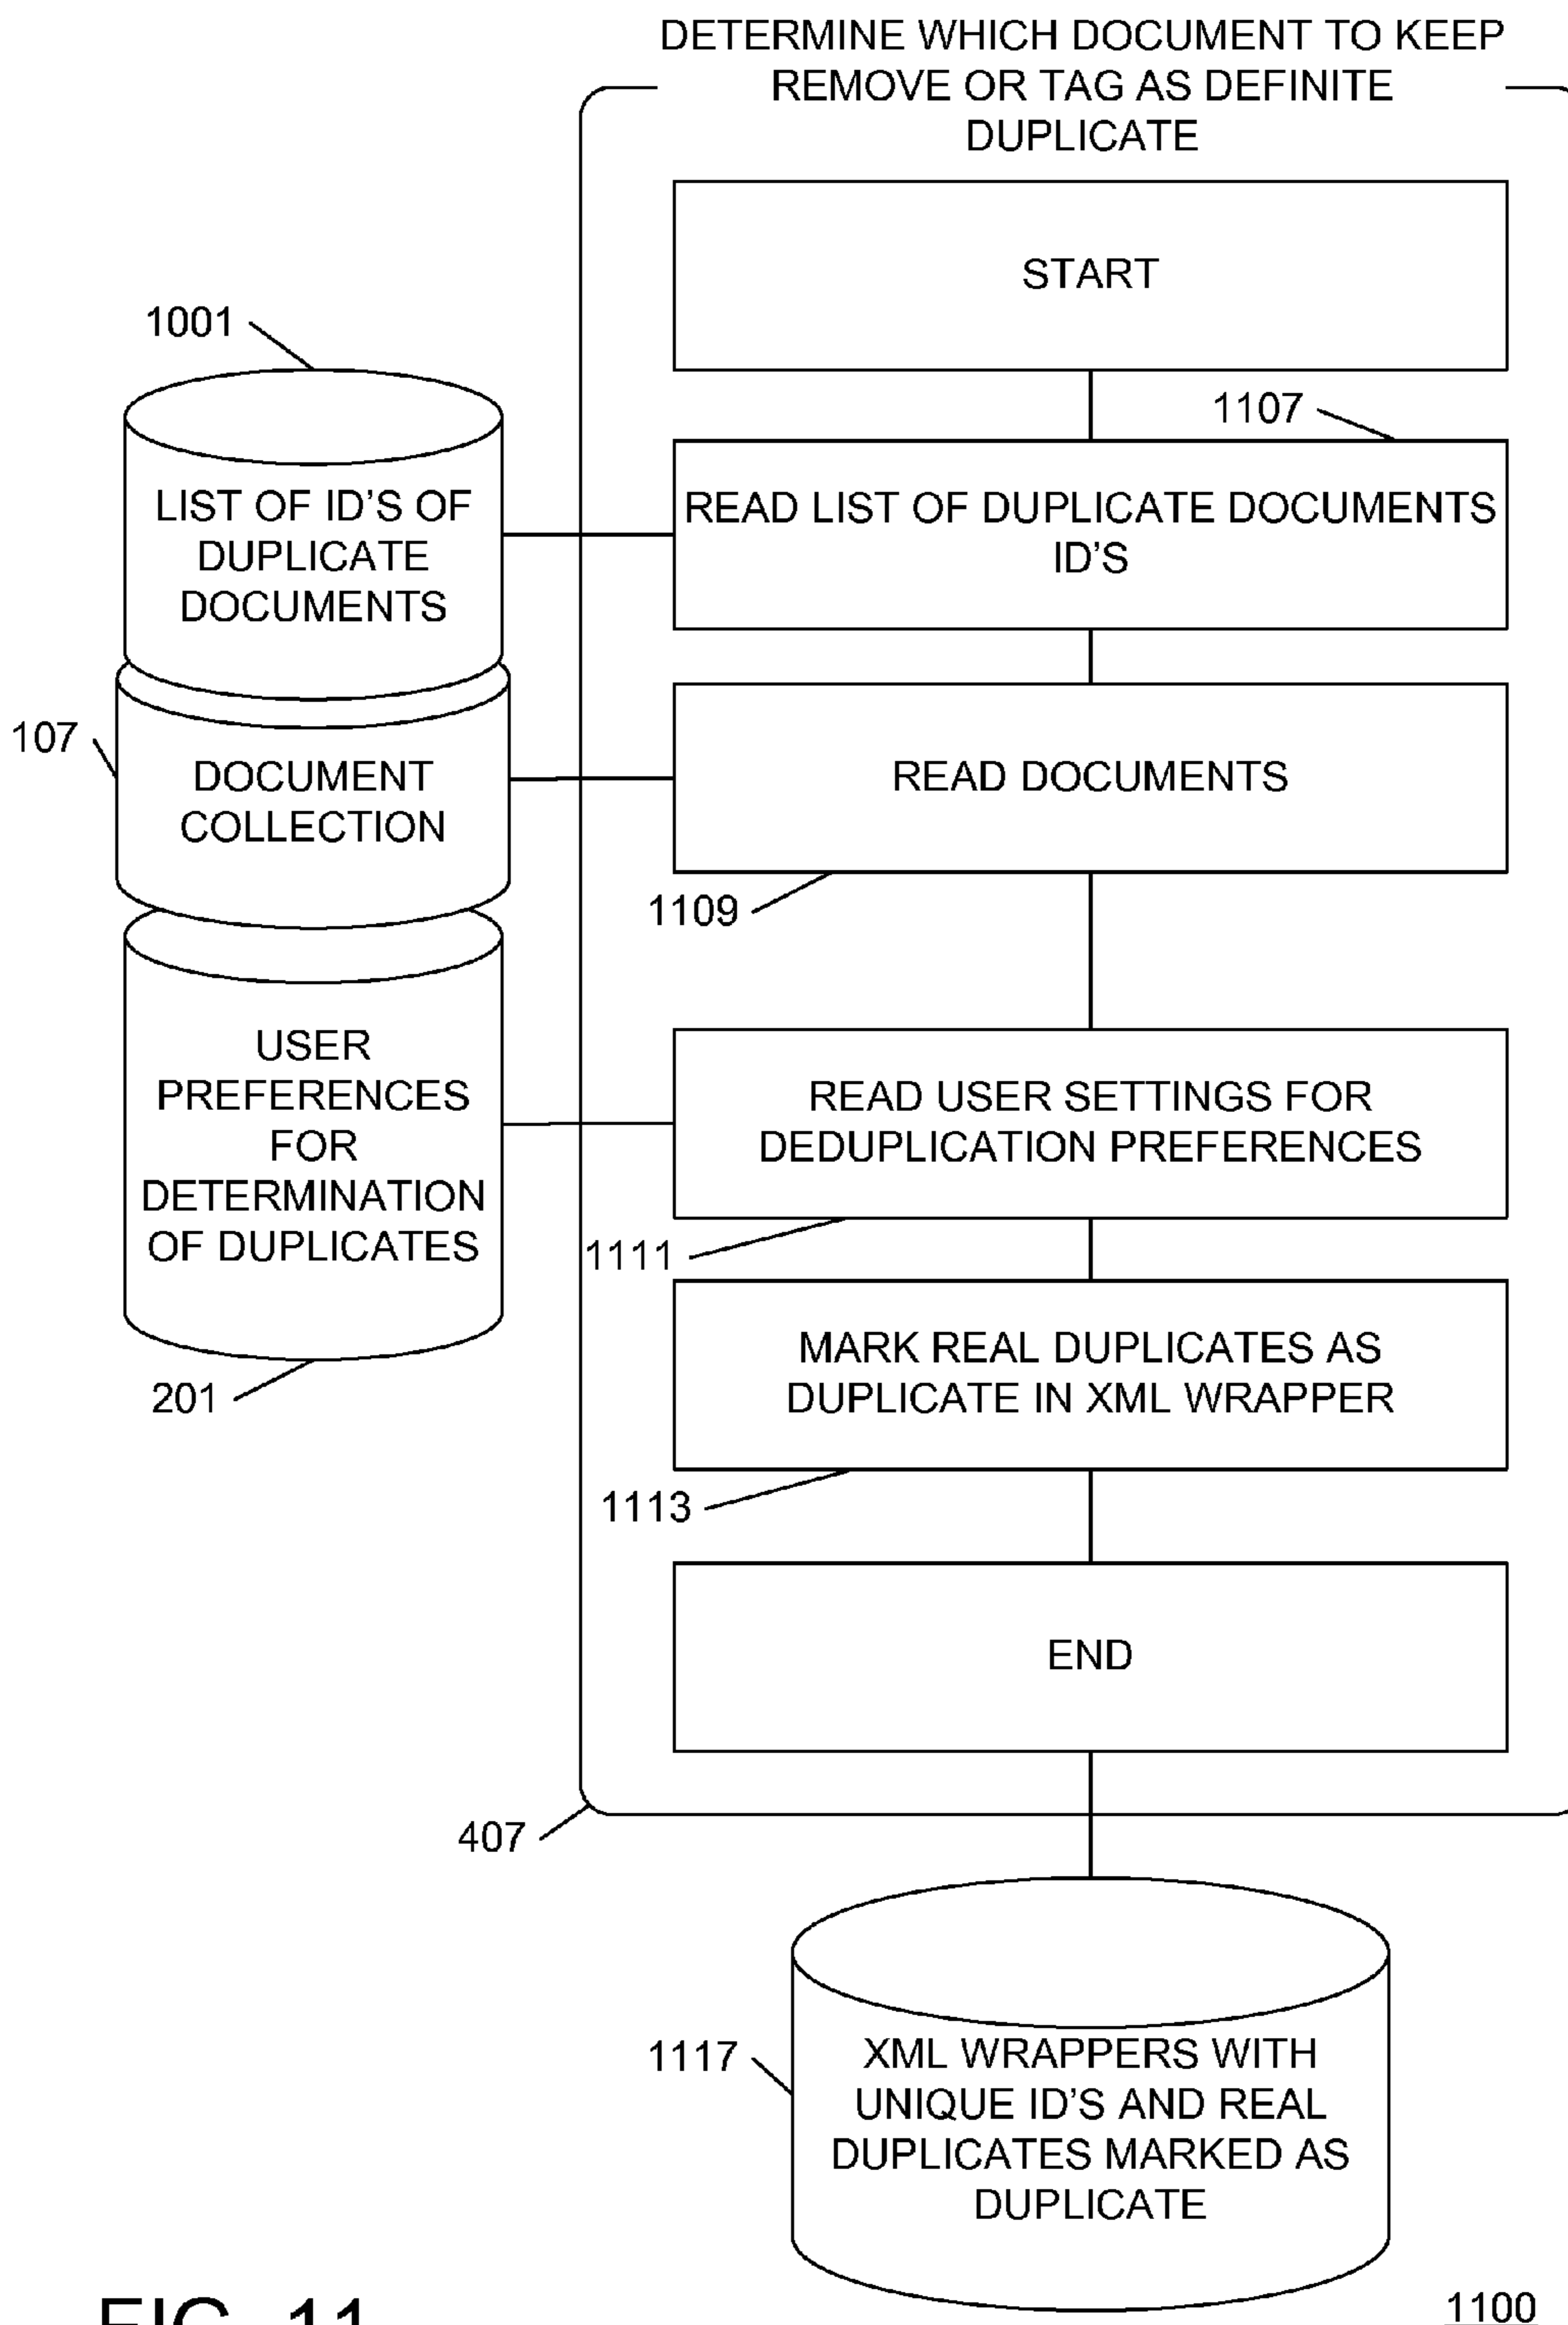 DETERMINE WHICH DOCUMENT TO KEEP
REMOVE OR TAG AS DEFINITE
DUPLICATE
START
1001
1107
LIST OF ID'S OF
DUPLICATE
DOCUMENTS
READ LIST OF DUPLICATE DOCUMENTS
ID'S
107
DOCUMENT
COLLECTION
READ DOCUMENTS
1109
USER
PREFERENCES
FOR
DETERMINATION
OF DUPLICATES
READ USER SETTINGS FOR
DEDUPLICATION PREFERENCES
1111
201
MARK REAL DUPLICATES AS
DUPLICATE IN XML WRAPPER
1113
END
407
1117
XML WRAPPERS WITH
UNIQUE ID'S AND REAL
DUPLICATES MARKED AS
DUPLICATE
FIG. 11
1100